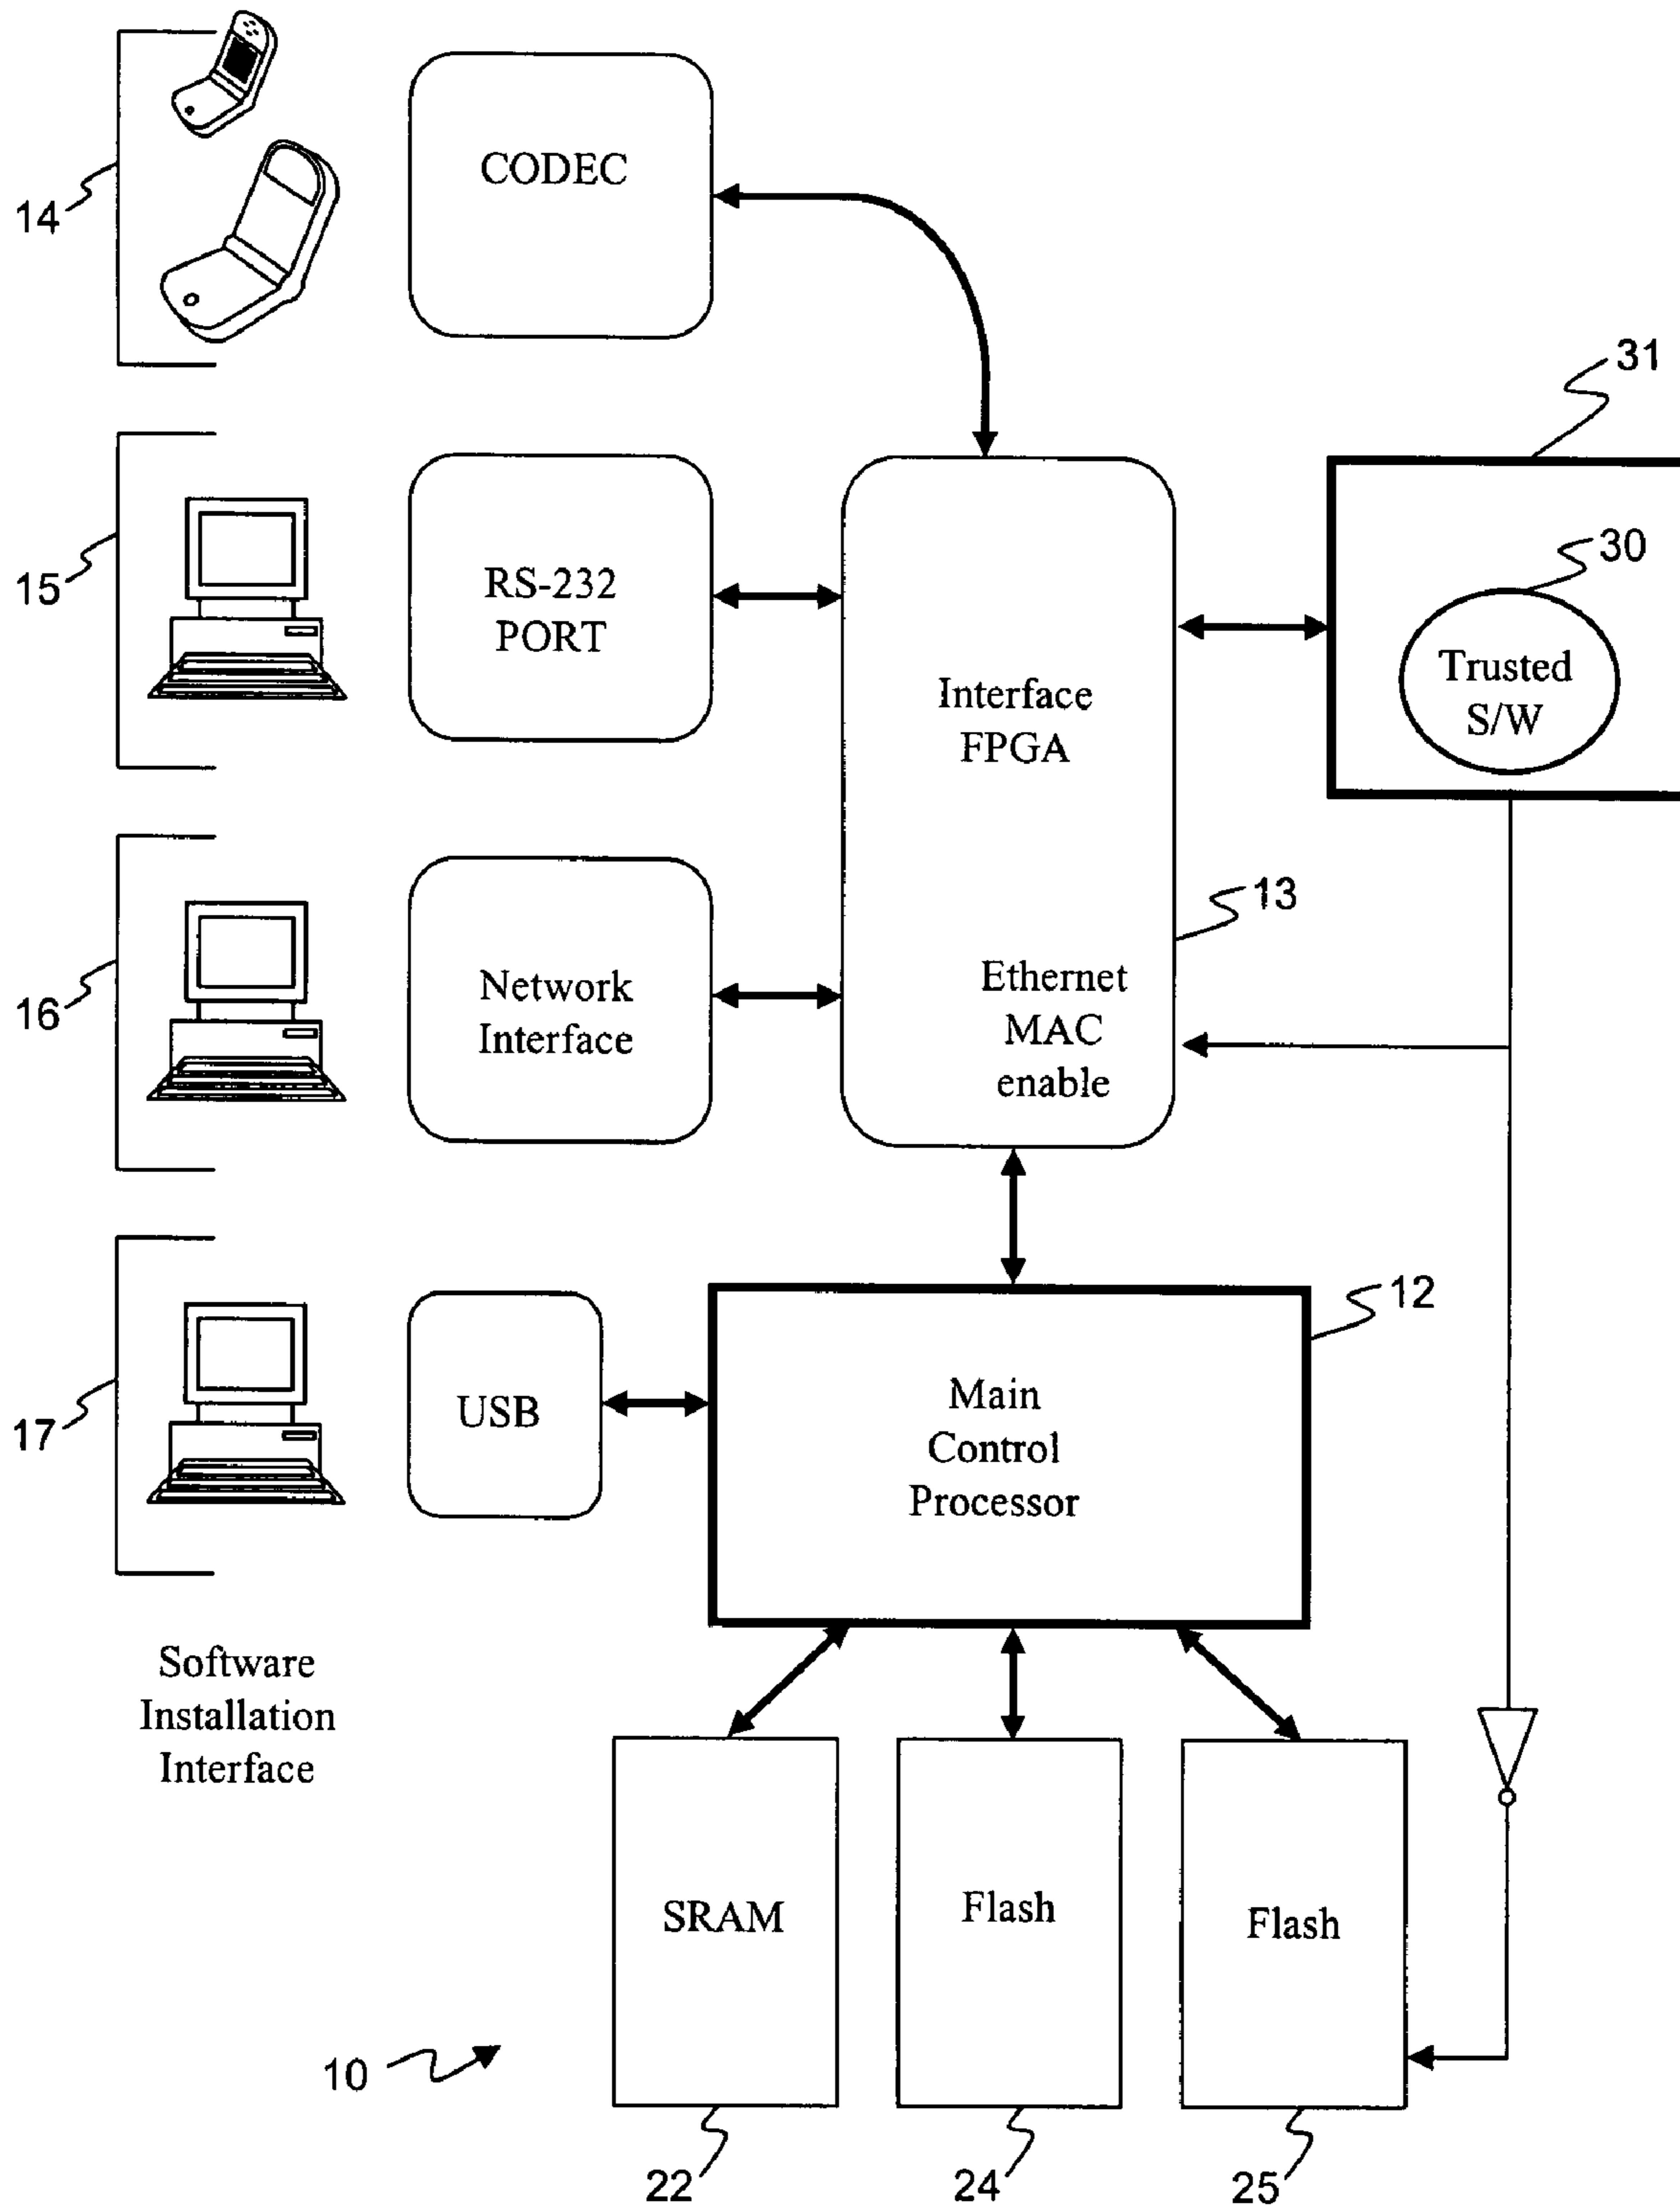 14
CODEC
31
15
RS-232
PORT
30
Trusted
S/W
Interface
FPGA
13
16
Network
Interface
Ethernet
MAC
enable
12
17
USB
Main
Control
Processor
Software
Installation
Interface
SRAM
Flash
Flash
10
22
24
25